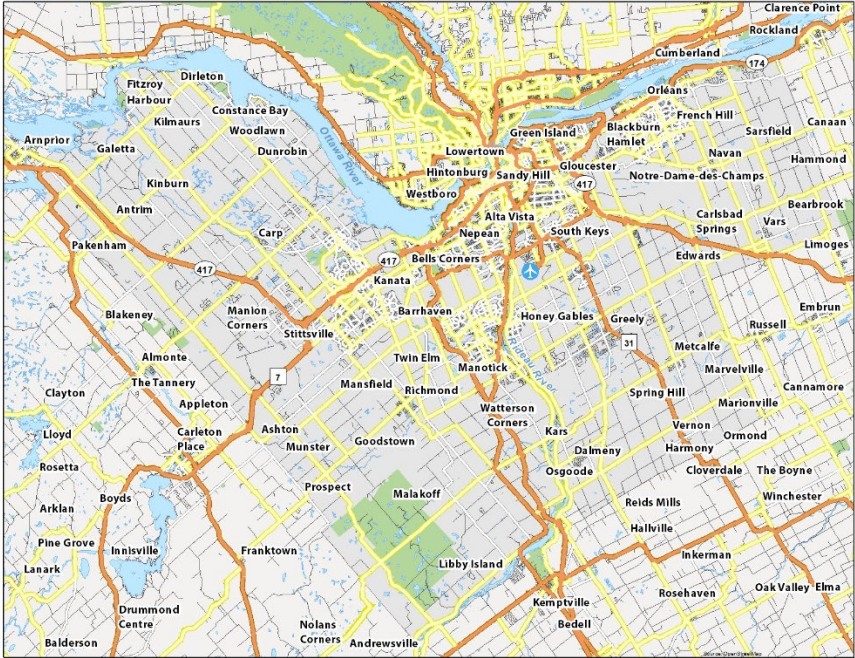 Clarence Point
Rockland
Cumberland
174
Dirleton
Fitzroy
Harbour
Orléans
Constance Bay
Kilmaurs
Woodlawn
French Hill
Green Island
Blackburn
Hamlet
Sarsfield
Canaan
Ottawa River
Arnprior
Galetta
Dunrobin
Lowertown
Navan
Hammond
Hintonburg
Sandy Hill
Gloucester
Notre-Dame-des-Champs
Kinburn
Westboro
417
Antrim
Alta Vista
Carlsbad
Springs
Bearbrook
Vars
Carp
Nepean
South Keys
Pakenham
Bells Corners
Edwards
Limoges
417
417
Kanata
Blakeney
Manion
Corners
Barrhaven
Honey Gables
Greely
Embrun
Stittsville
Russell
31
Rideau River
Metcalfe
Almonte
Twin Elm
Manotick
Marvelville
The Tannery
7
Mansfield
Richmond
Spring Hill
Cannamore
Clayton
Appleton
Watterson
Corners
Marionville
Lloyd
Carleton
Place
Ashton
Kars
Vernon
Ormond
Munster
Goodstown
Dalmeny
Harmony
Rosetta
Osgoode
Cloverdale
The Boyne
Boyds
Prospect
Malakoff
Winchester
Arklan
Reids Mills
Hallville
Pine Grove
Innisville
Franktown
Inkerman
Lanark
Libby Island
Rosehaven
Oak Valley
Elma
Drummond
Centre
Kemptville
Nolans
Corners
Bedell
Balderson
Andrewsville
Source: OpenStreetMap